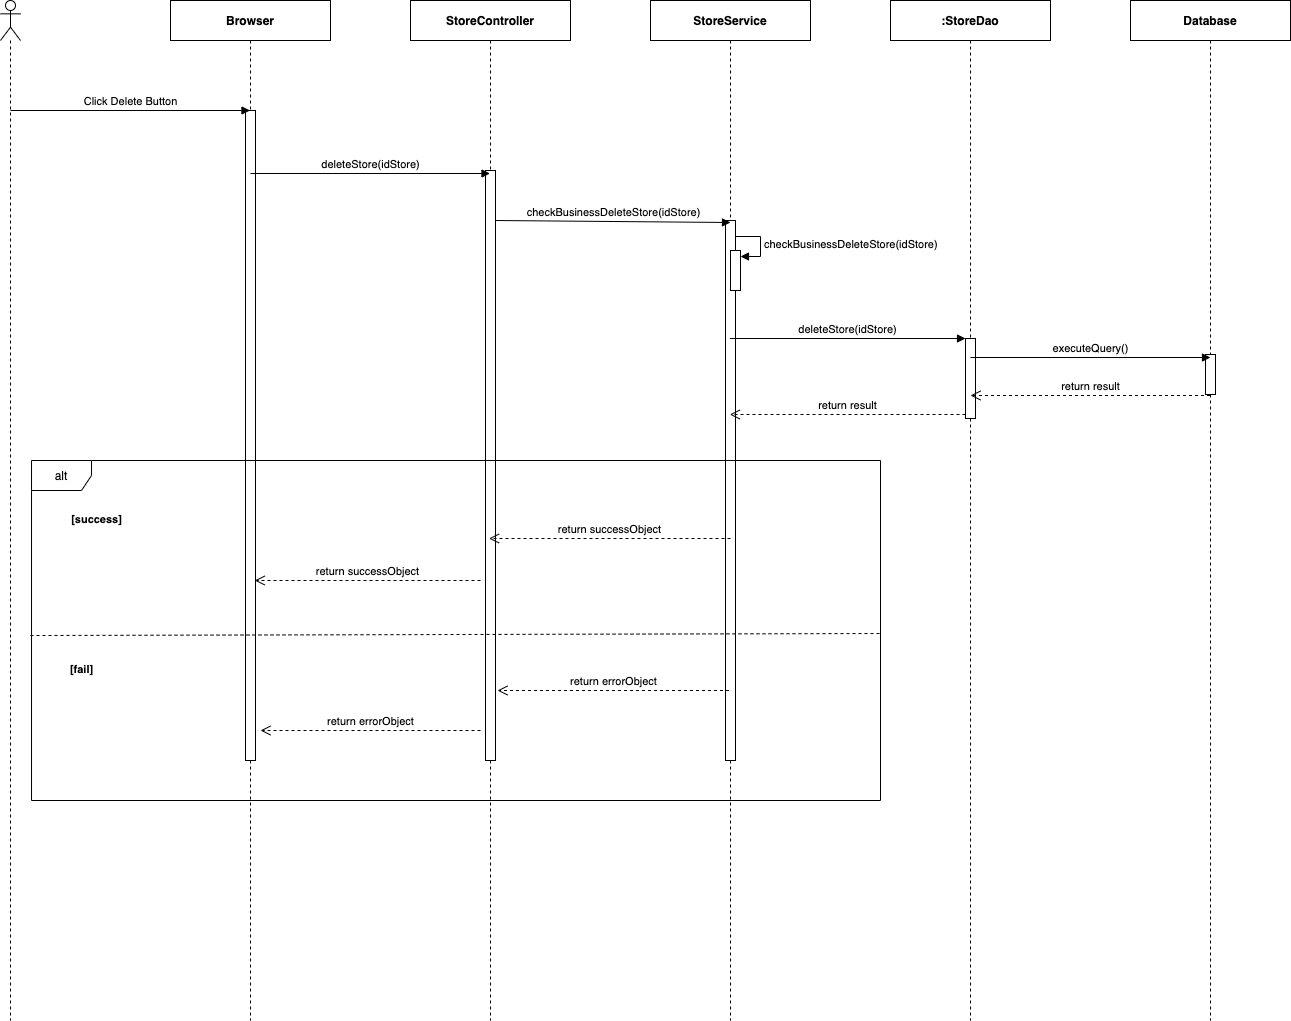 Browser
StoreController
StoreService
:StoreDao
Database
Click Delete Button
deleteStore(idStore)
checkBusinessDeleteStore(idStore)
checkBusinessDeleteStore(idStore)
deleteStore(idStore)
executeQuery()
return result
return result
alt
[success]
return successObject
return successObject
[fail]
return errorObject
return errorObject